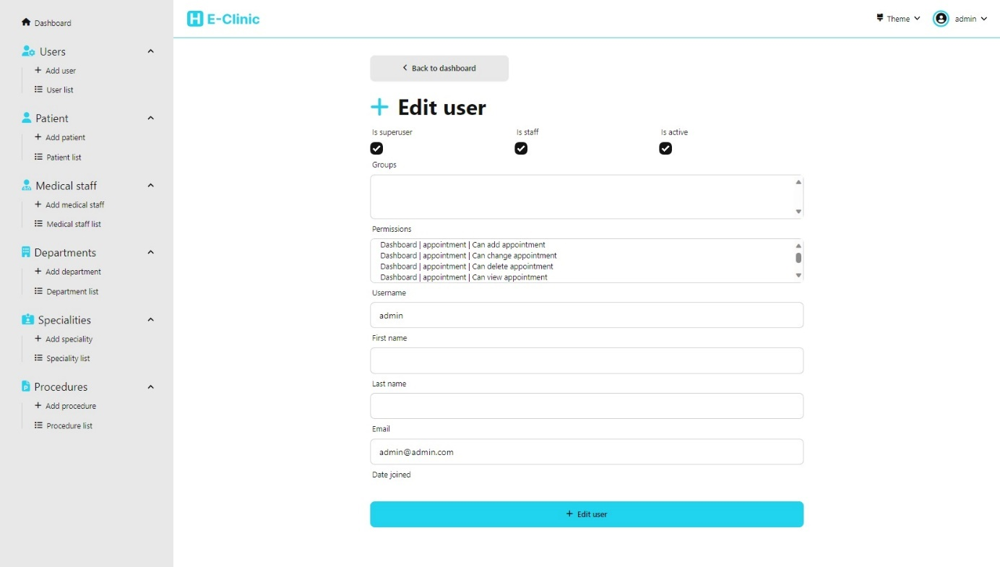 Dashboard
Users
Add user
User list
Patient
Add patient
Patient list
Medical staff
Add medical staff
Medical staff list
Departments
Add department
Department list
Specialities
Add speciality
Speciality list
Procedures
Add procedure
Procedure list
H E-Clinic
Theme
admin
Back to dashboard
+ Edit user
Is superuser
Is staff
Is active
Groups
Permissions
Dashboard | appointment | Can add appointment
Dashboard | appointment | Can change appointment
Dashboard | appointment | Can delete appointment
Dashboard | appointment | Can view appointment
Username
admin
First name
Last name
Email
admin@admin.com
Date joined
+ Edit user